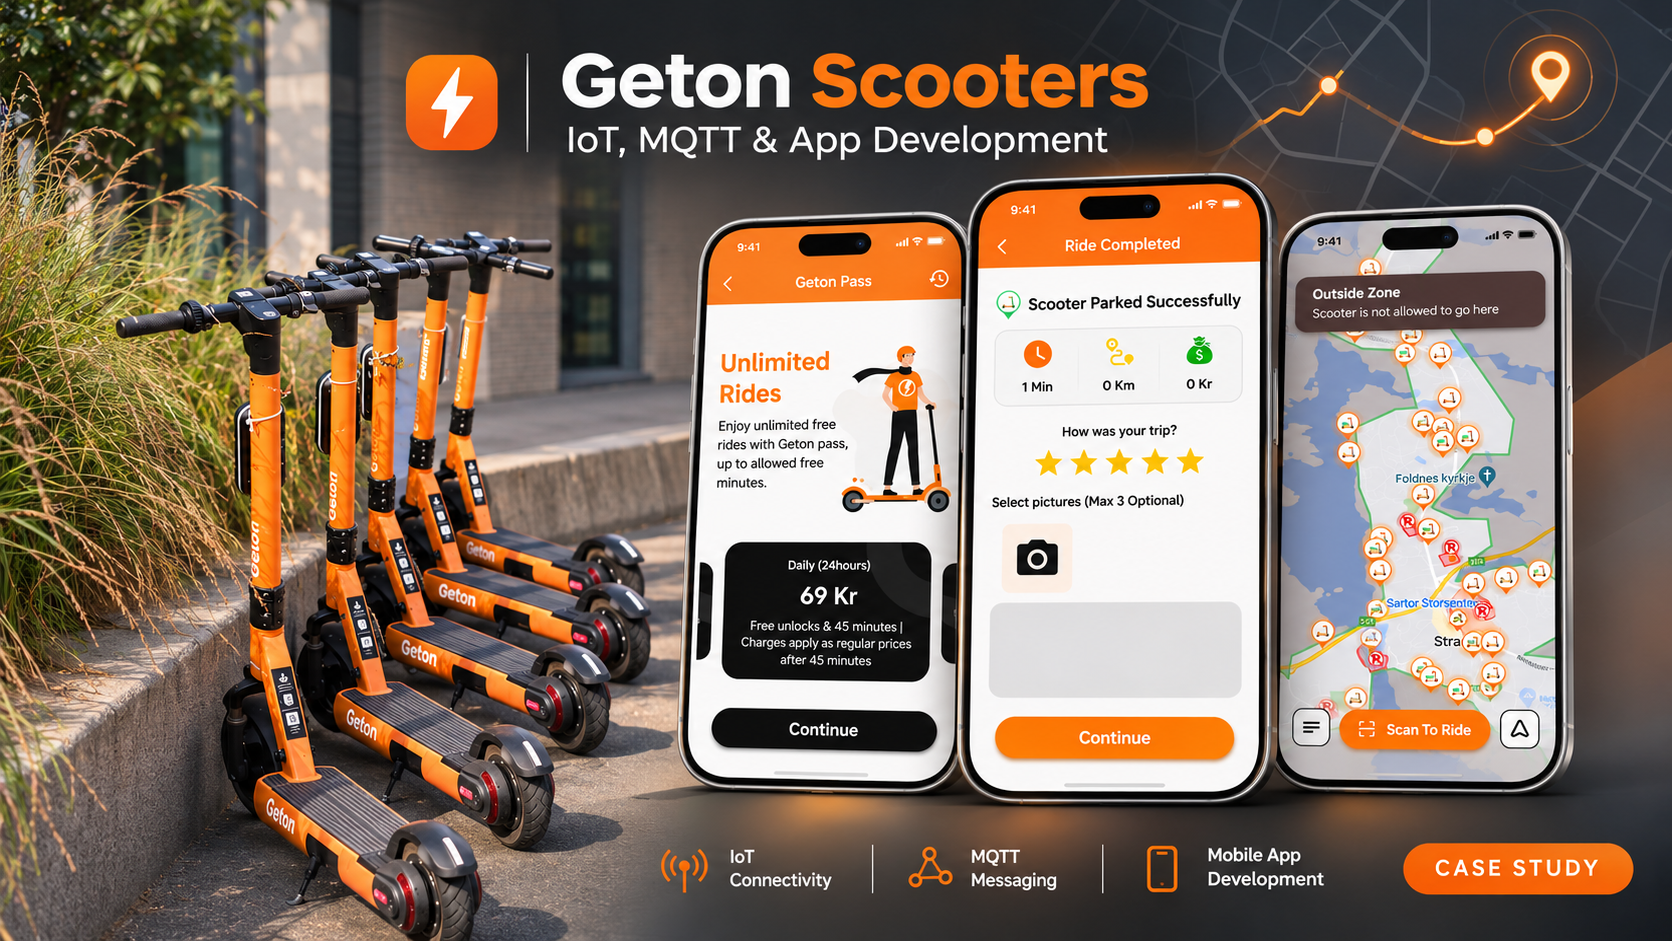 Geton Scooters
IoT, MQTT & App Development
9:41
Geton Pass
Unlimited
Rides
Enjoy unlimited free
rides with Geton pass,
up to allowed free
minutes.
Daily (24hours)
69 Kr
Free unlocks & 45 minutes |
Charges apply as regular prices
after 45 minutes
Continue
9:41
Ride Completed
Scooter Parked Successfully
1 Min
0 Km
0 Kr
How was your trip?
Select pictures (Max 3 Optional)
Continue
9:41
Outside Zone
Scooter is not allowed to go here
Foldnes kyrkje
Sartor Storsenter
Stra
Scan To Ride
Geton
Geton
Geton
Geton
Geton
Geton
IoT
Connectivity
MQTT
Messaging
Mobile App
Development
CASE STUDY